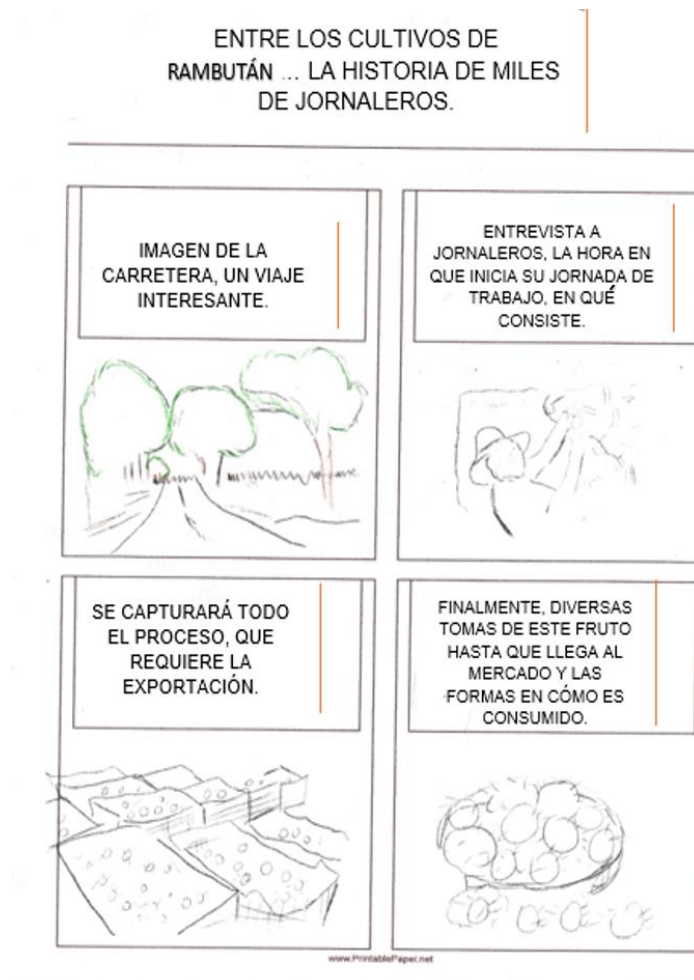 ENTRE LOS CULTIVOS DE
RAMBUTÁN ... LA HISTORIA DE MILES
DE JORNALEROS.
IMAGEN DE LA
CARRETERA, UN VIAJE
INTERESANTE.
ENTREVISTA A
JORNALEROS, LA HORA EN
QUE INICIA SU JORNADA DE
TRABAJO, EN QUÉ
CONSISTE.
SE CAPTURARÁ TODO
EL PROCESO, QUE
REQUIERE LA
EXPORTACIÓN.
FINALMENTE, DIVERSAS
TOMAS DE ESTE FRUTO
HASTA QUE LLEGA AL
MERCADO Y LAS
FORMAS EN CÓMO ES
CONSUMIDO.
www.PrintablePaper.net